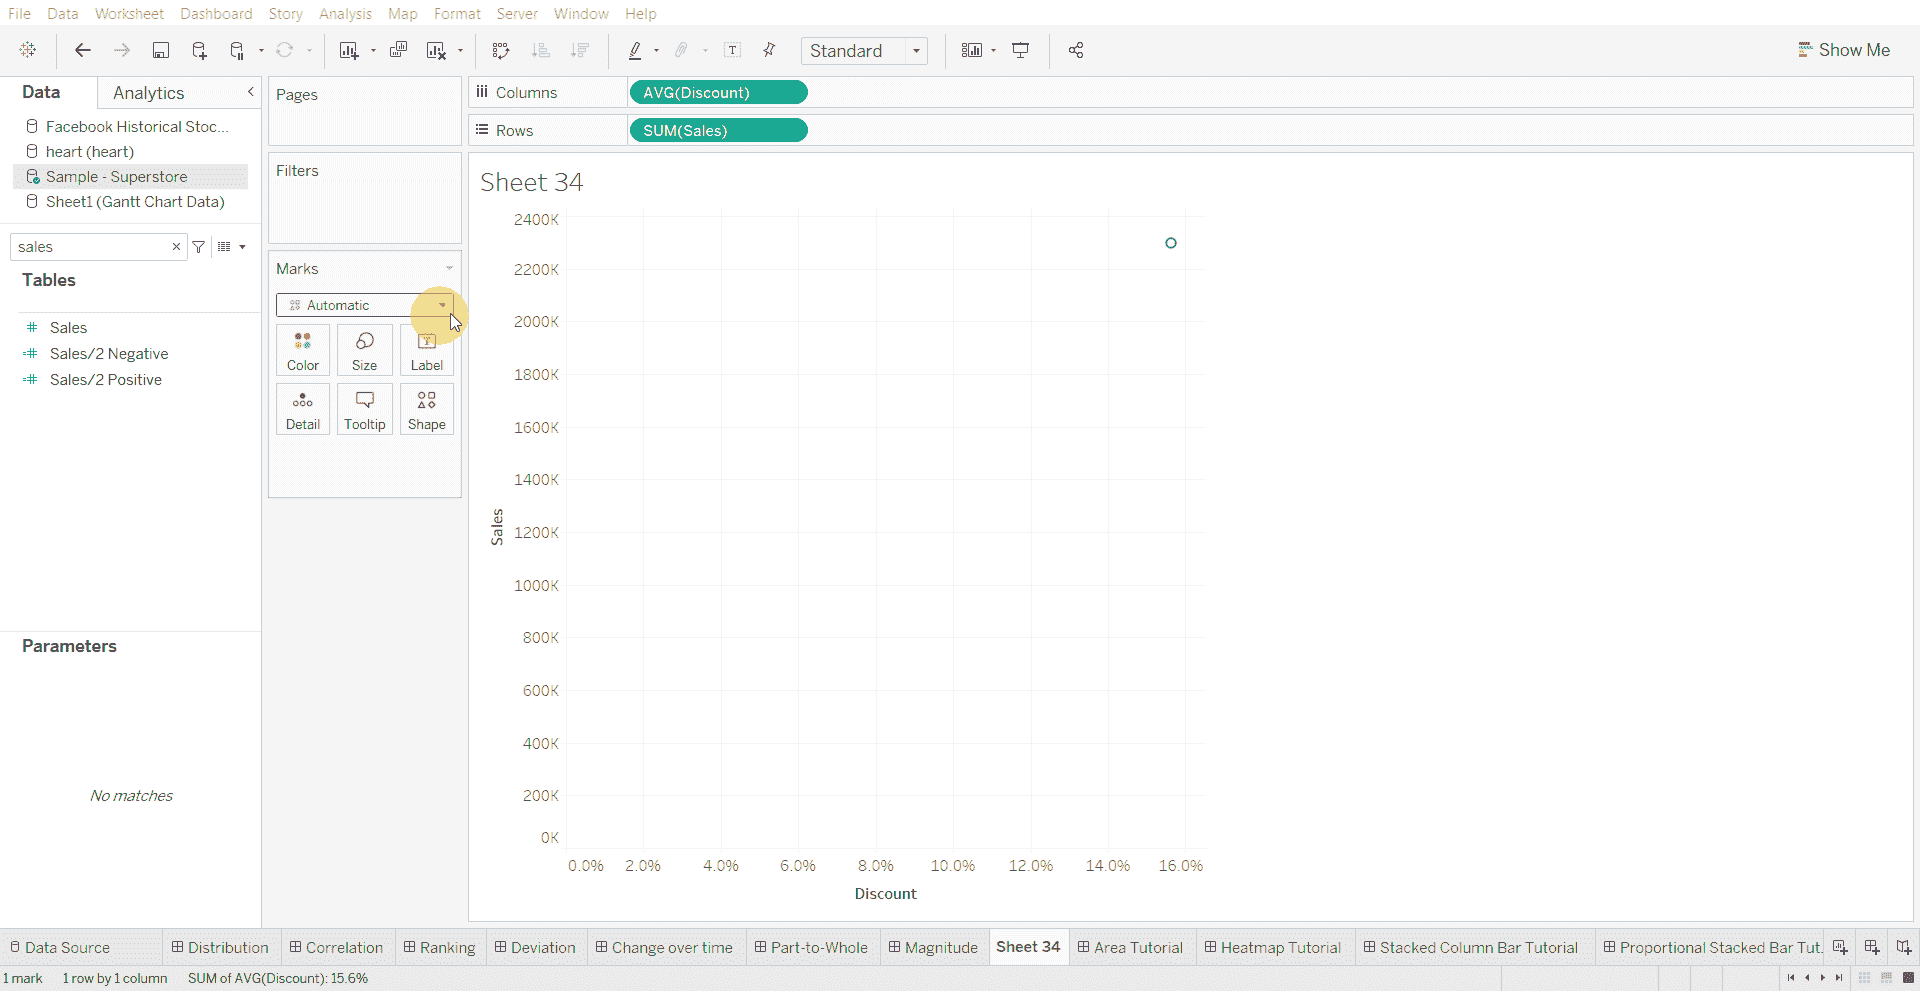 File Data Worksheet Dashboard Story Analysis Map Format Server Window Help
Standard
Show Me
Data
Analytics
Facebook Historical Stoc...
heart (heart)
Sample - Superstore
Sheet1 (Gantt Chart Data)
sales
Tables
Sales
Sales/2 Negative
Sales/2 Positive
Parameters
No matches
Pages
Filters
Marks
Automatic
Color Size Label
Detail Tooltip Shape
Columns AVG(Discount)
Rows SUM(Sales)
Sheet 34
2400K
2200K
2000K
1800K
1600K
1400K
1200K
1000K
800K
600K
400K
200K
0K
Sales
0.0% 2.0% 4.0% 6.0% 8.0% 10.0% 12.0% 14.0% 16.0%
Discount
Data Source Distribution Correlation Ranking Deviation Change over time Part-to-Whole Magnitude Sheet 34 Area Tutorial Heatmap Tutorial Stacked Column Bar Tutorial Proportional Stacked Bar Tut.
1 mark 1 row by 1 column SUM of AVG(Discount): 15.6%